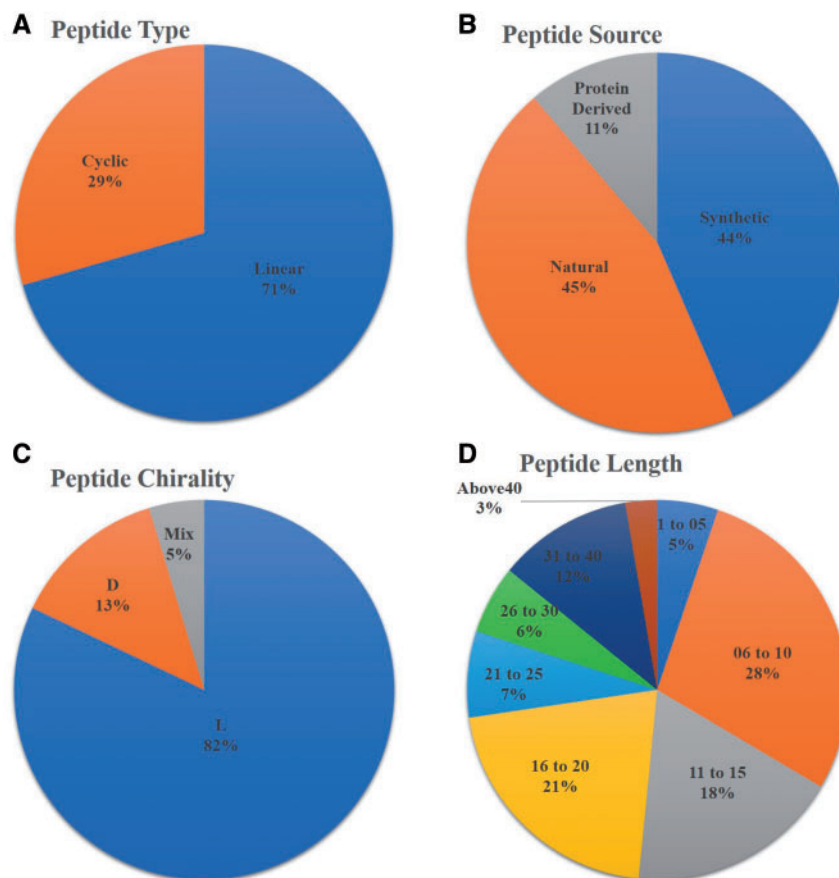 A
Peptide Type
Cyclic
29%
Linear
71%
B
Peptide Source
Protein
Derived
11%
Synthetic
44%
Natural
45%
C
Peptide Chirality
Mix
5%
D
13%
L
82%
D
Peptide Length
Above40
3%
1 to 05
5%
31 to 40
12%
26 to 30
6%
06 to 10
28%
21 to 25
7%
16 to 20
21%
11 to 15
18%